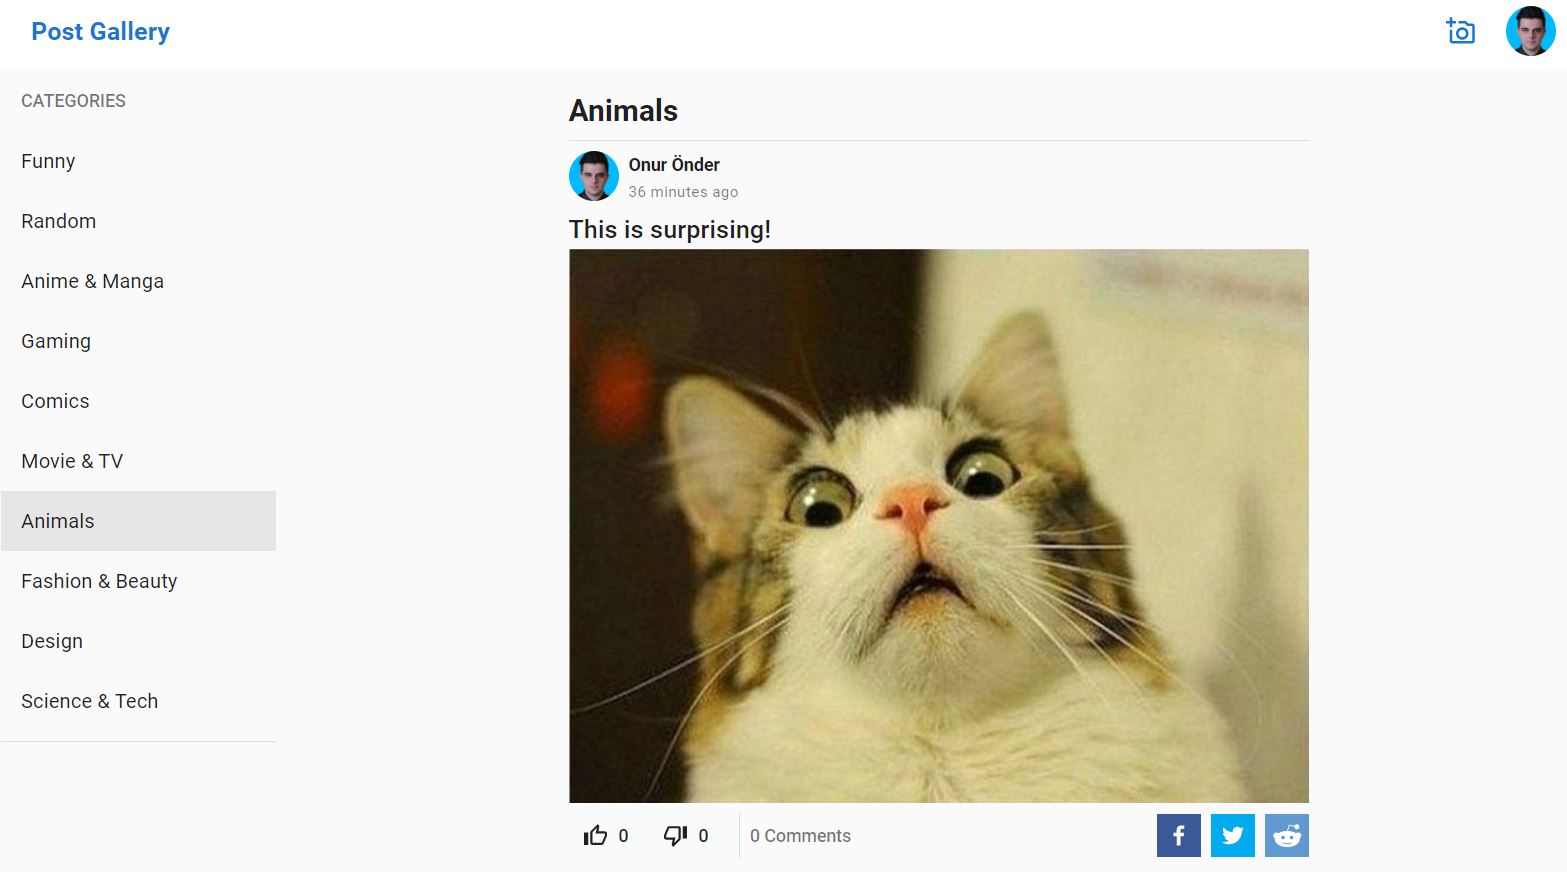 Post Gallery
CATEGORIES
Funny
Random
Anime & Manga
Gaming
Comics
Movie & TV
Animals
Fashion & Beauty
Design
Science & Tech
Animals
Onur Önder
36 minutes ago
This is surprising!
0
0
0 Comments